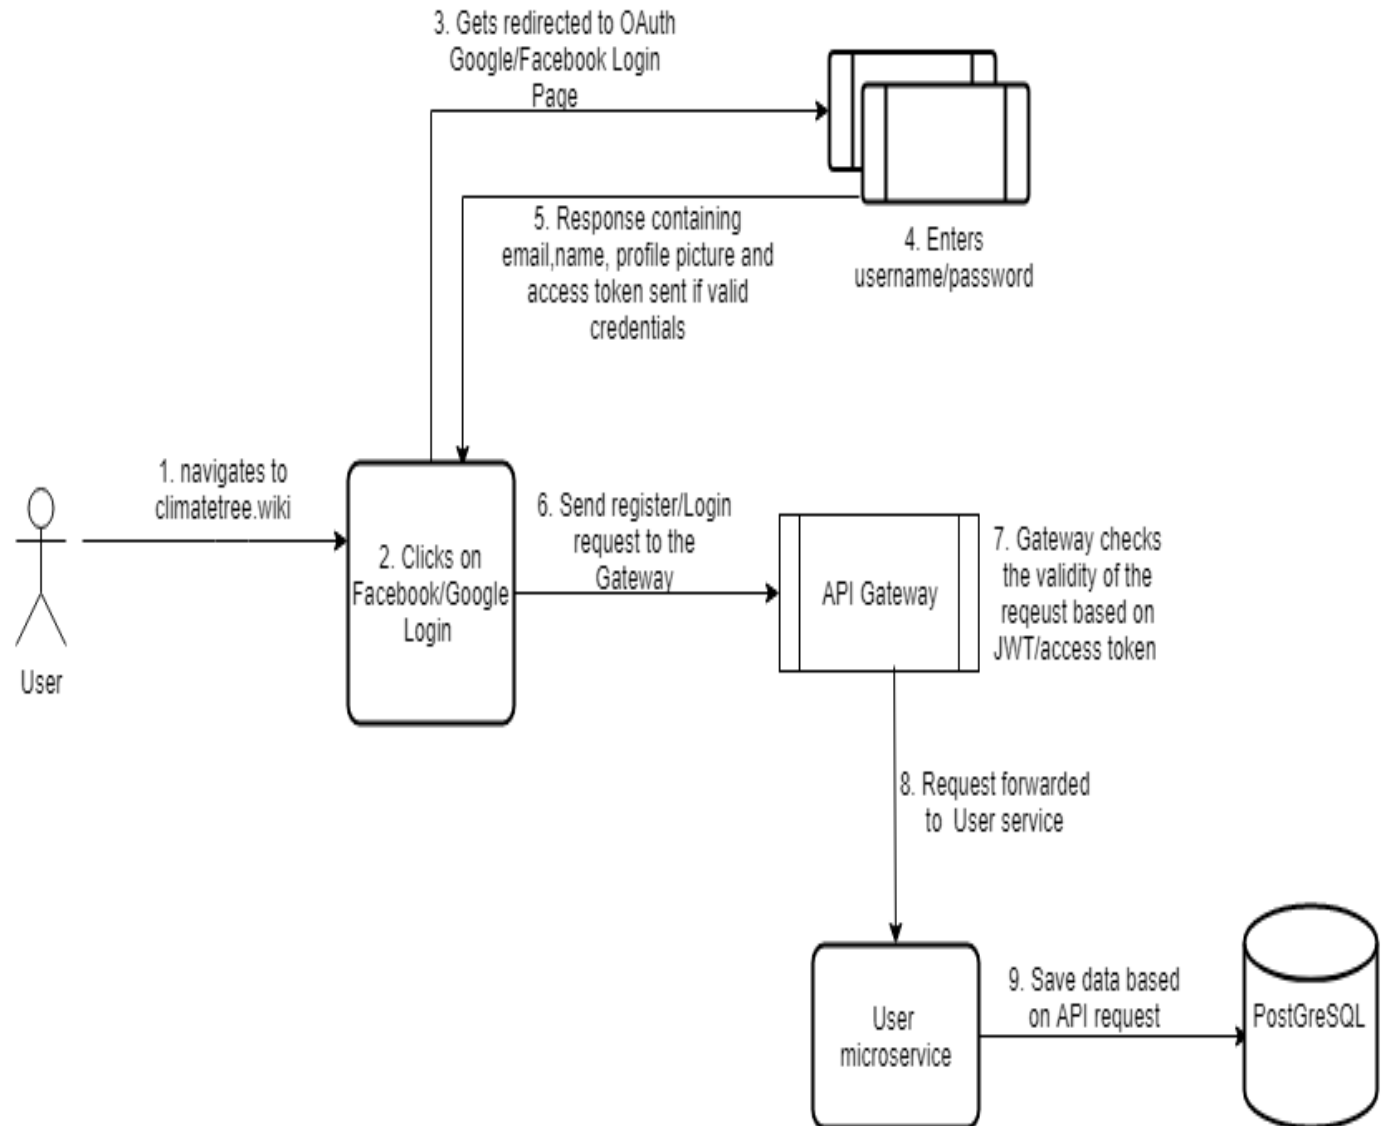 3. Gets redirected to OAuth
Google/Facebook Login
Page
5. Response containing
email,name, profile picture and
access token sent if valid
credentials
4. Enters
username/password
1. navigates to
climatetree.wiki
User
2. Clicks on
Facebook/Google
Login
6. Send register/Login
request to the
Gateway
API Gateway
7. Gateway checks
the validity of the
reqeust based on
JWT/access token
8. Request forwarded
to User service
User
microservice
9. Save data based
on API request
PostGreSQL